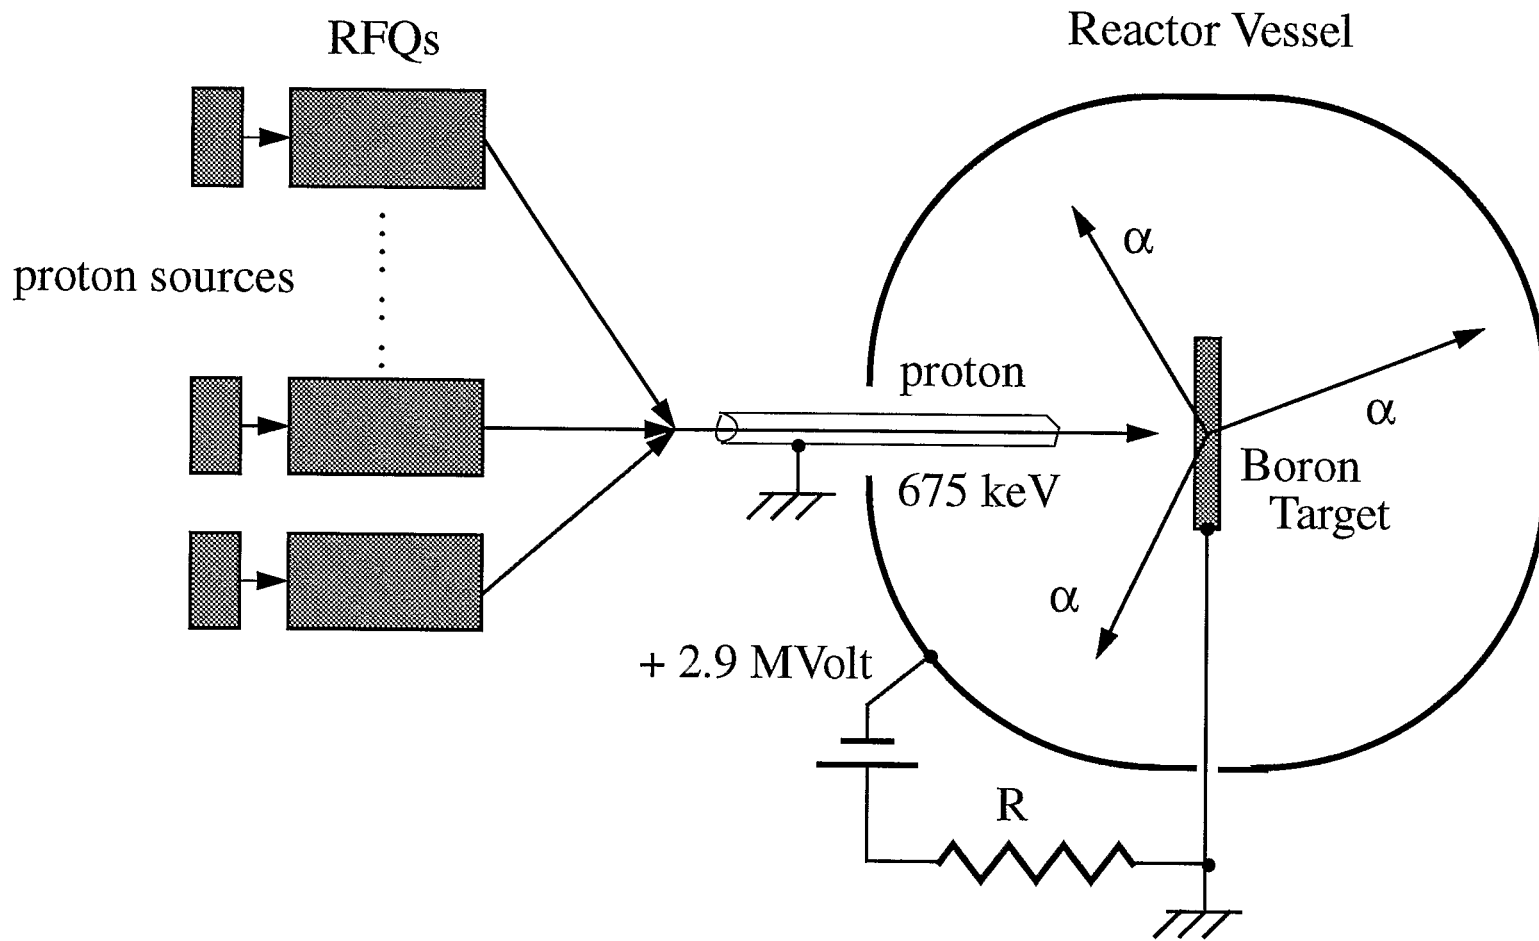 RFQs
Reactor Vessel
proton sources
α
α
α
proton
675 keV
Boron
Target
+ 2.9 MVolt
R